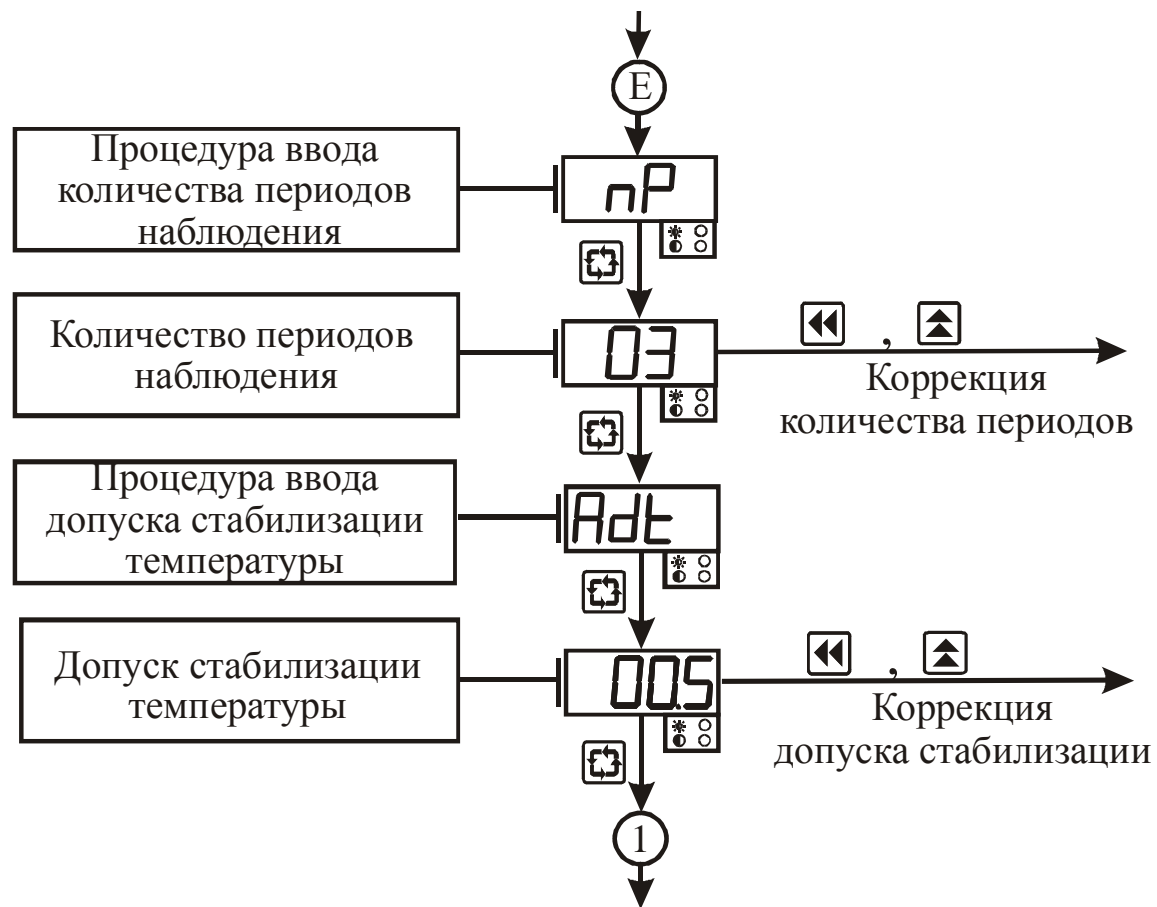 E
Процедура ввода
количества периодов
наблюдения
nP
Количество периодов
наблюдения
03
,
Коррекция
количества периодов
Процедура ввода
допуска стабилизации
температуры
Adt
Допуск стабилизации
температуры
00.5
,
Коррекция
допуска стабилизации
1